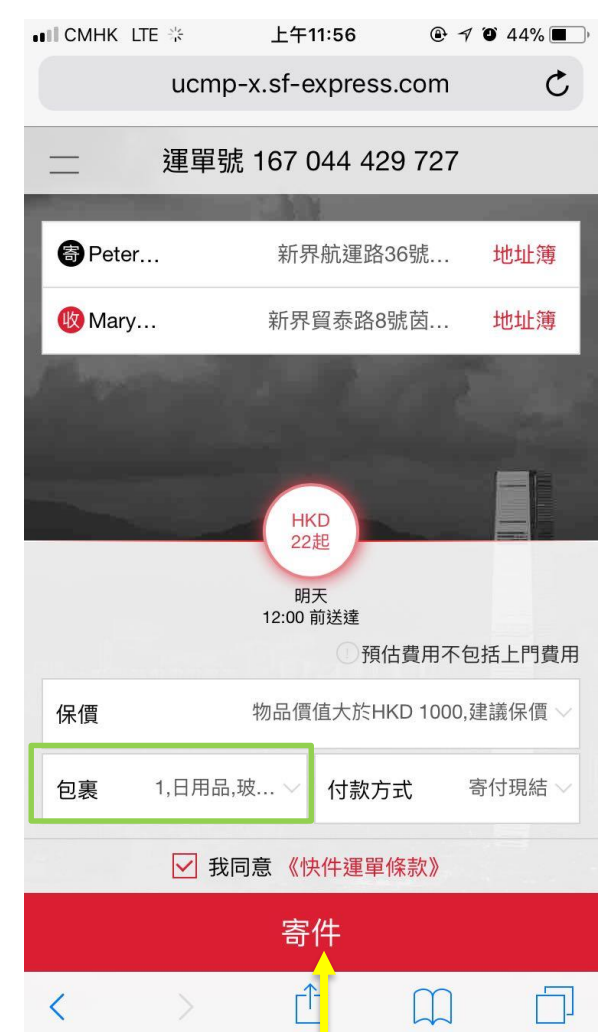 CMHK LTE 上午11:56 44%
ucmp-x.sf-express.com
運單號 167 044 429 727
寄 Peter... 新界航運路36號... 地址簿
收 Mary... 新界貿泰路8號茵... 地址簿
HKD
22起
明天
12:00 前送達
預估費用不包括上門費用
保價 物品價值大於HKD 1000,建議保價
包裹 1,日用品,玻... 付款方式 寄付現結
我同意 《快件運單條款》
寄件